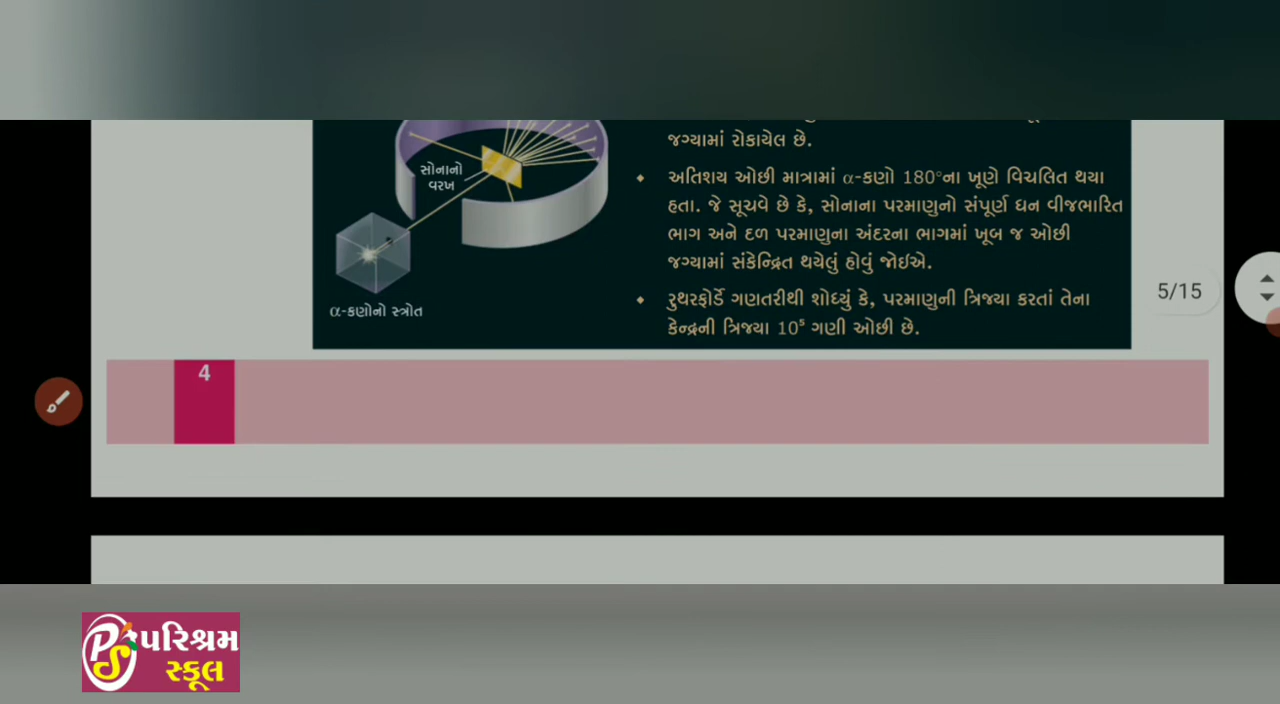 જગ્યામાં રોકાયેલ છે.
સોનાનો
વરખ
• અતિશય ઓછી માત્રામાં α-કણો 180°ના ખૂણે વિચલિત થયા
હતા. જે સૂચવે છે કે, સોનાના પરમાણુનો સંપૂર્ણ ધન વીજભારિત
ભાગ અને દળ પરમાણુના અંદરના ભાગમાં ખૂબ જ ઓછી
જગ્યામાં સંકેન્દ્રિત થયેલું હોવું જોઈએ.
α-કણોનો સ્ત્રોત
• રુથરફોર્ડે ગણતરીથી શોધ્યું કે, પરમાણુની ત્રિજ્યા કરતાં તેના
કેન્દ્રની ત્રિજ્યા 10⁵ ગણી ઓછી છે.
5/15
4
PS પરિશ્રમ
સ્કૂલ